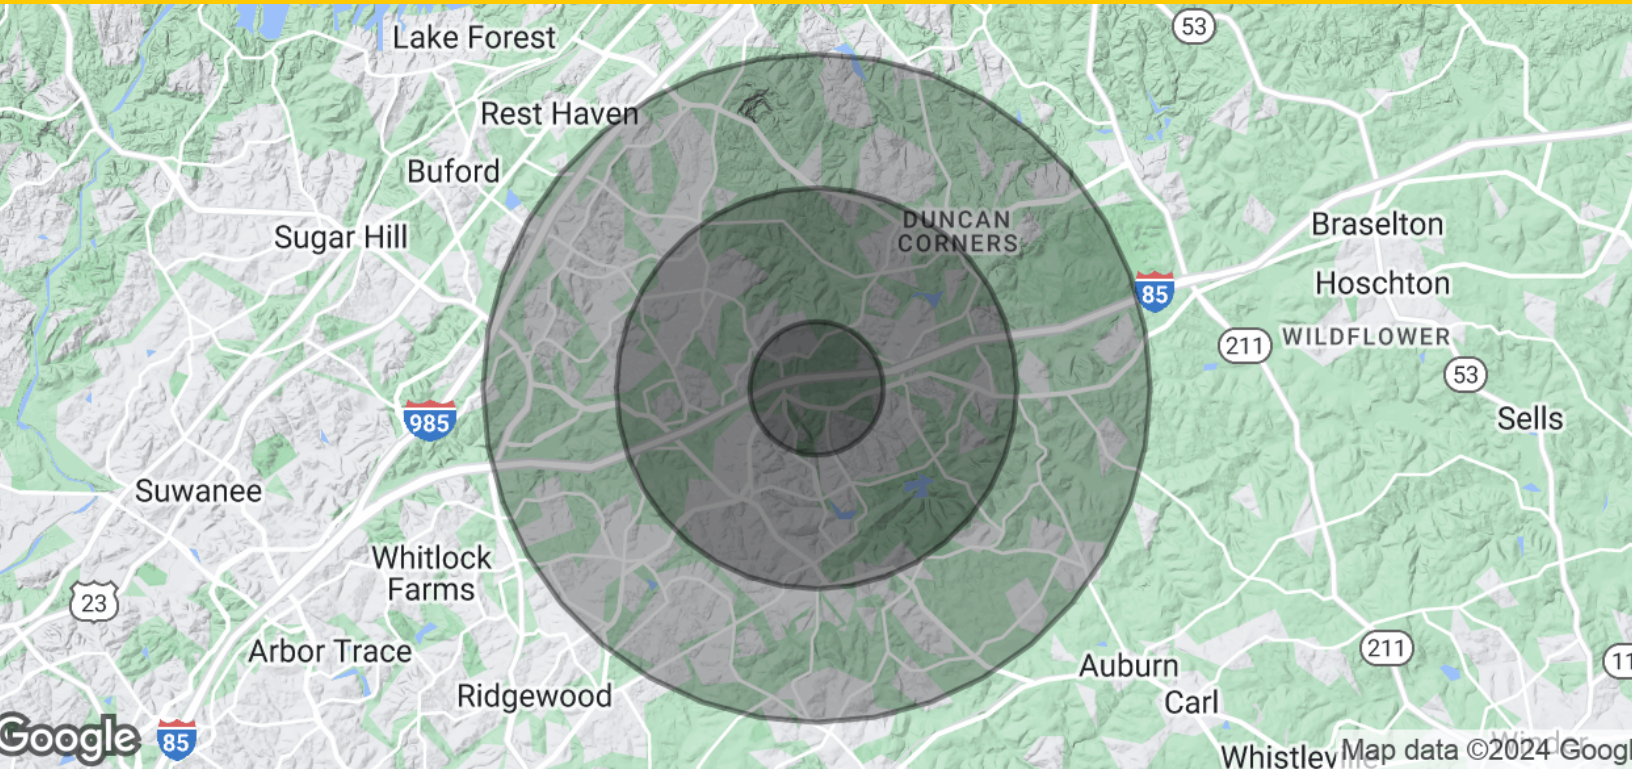 53
Lake Forest
Rest Haven
Buford
DUNCAN
CORNERS
Sugar Hill
Braselton
Hoschton
85
211
WILDFLOWER
53
985
Sells
Suwanee
Whitlock
Farms
23
Arbor Trace
211
Auburn
Ridgewood
Carl
11
Google
85
Map data ©2024 Googl